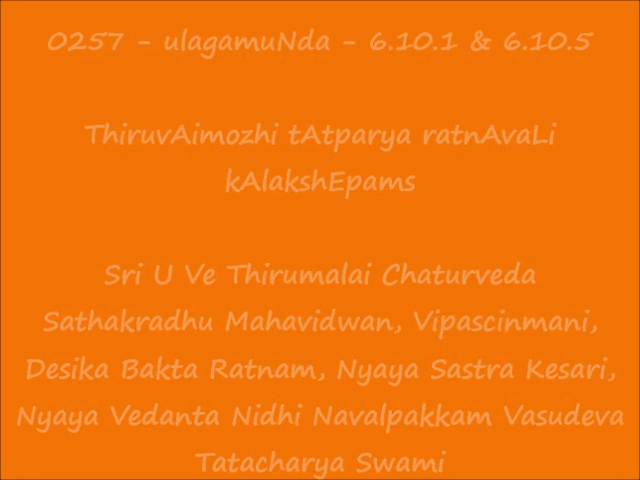 0257 - ulagamuNda - 6.10.1 & 6.10.5
ThiruvAimozhi tAtparya ratnAvaLi
kAlakshEpams
Sri U Ve Thirumalai Chaturveda
Sathakradhu Mahavidwan, Vipascinmani,
Desika Bakta Ratnam, Nyaya Sastra Kesari,
Nyaya Vedanta Nidhi Navalpakkam Vasudeva
Tatacharya Swami